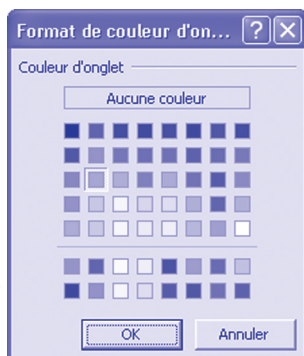 Format de couleur d'on...
Couleur d'onglet
Aucune couleur
OK
Annuler